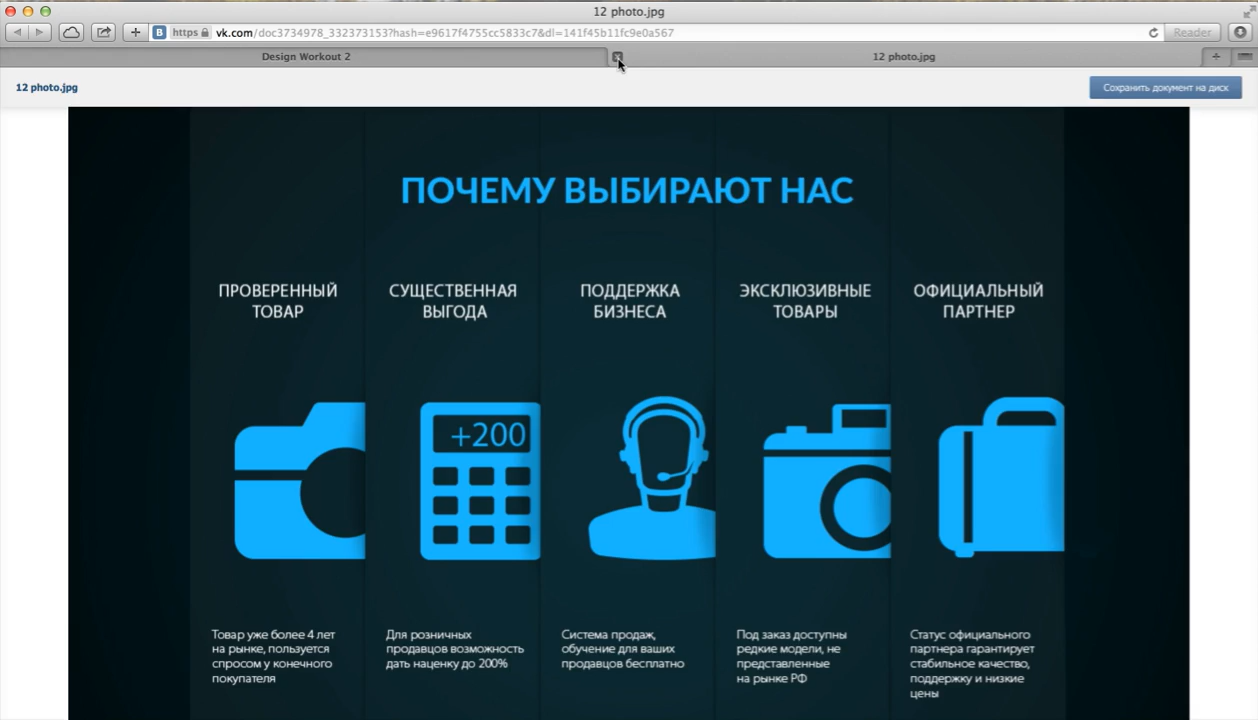 12 photo.jpg
B https vk.com/doc3734978_332373153?hash=e9617f4755cc5833c7&dl=141f45b11fc9e0a567
Reader
Design Workout 2
12 photo.jpg
12 photo.jpg
Сохранить документ на диск
ПОЧЕМУ ВЫБИРАЮТ НАС
ПРОВЕРЕННЫЙ
ТОВАР
Товар уже более 4 лет
на рынке, пользуется
спросом у конечного
покупателя
СУЩЕСТВЕННАЯ
ВЫГОДА
+200
Для розничных
продавцов возможность
дать наценку до 200%
ПОДДЕРЖКА
БИЗНЕСА
Система продаж,
обучение для ваших
продавцов бесплатно
ЭКСКЛЮЗИВНЫЕ
ТОВАРЫ
Под заказ доступны
редкие модели, не
представленные
на рынке РФ
ОФИЦИАЛЬНЫЙ
ПАРТНЕР
Статус официального
партнера гарантирует
стабильное качество,
поддержку и низкие
цены